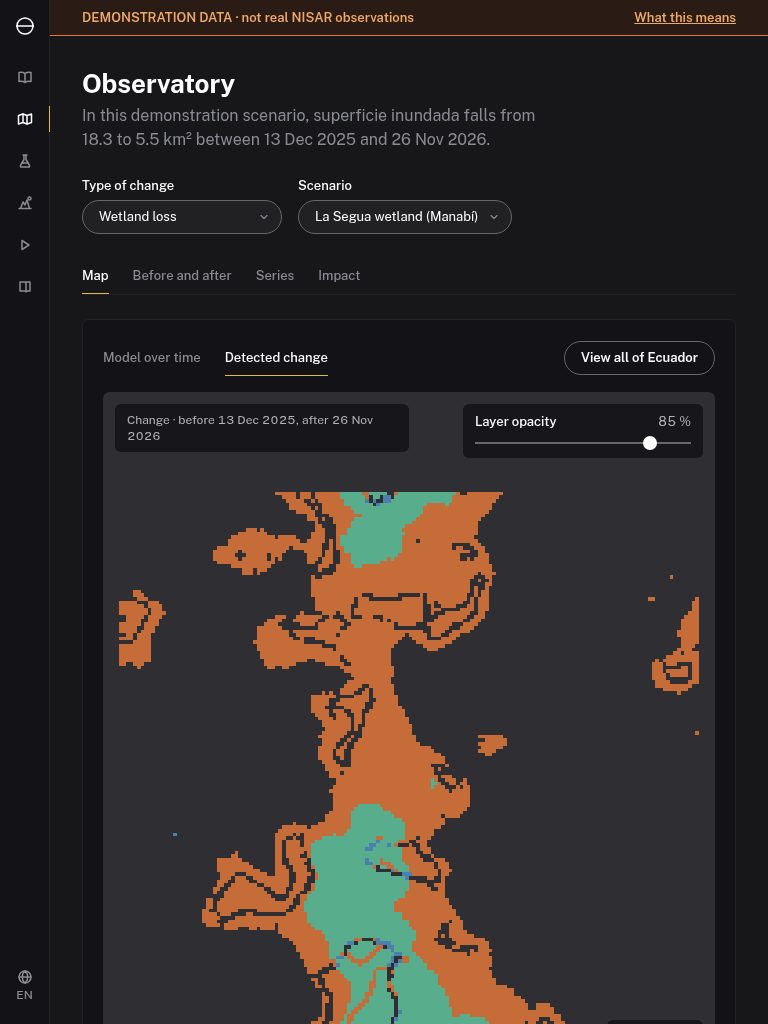 DEMONSTRATION DATA · not real NISAR observations
What this means
Observatory
In this demonstration scenario, superficie inundada falls from
18.3 to 5.5 km² between 13 Dec 2025 and 26 Nov 2026.
Type of change
Scenario
Wetland loss
La Segua wetland (Manabí)
Map
Before and after
Series
Impact
Model over time
Detected change
View all of Ecuador
Change · before 13 Dec 2025, after 26 Nov
2026
Layer opacity
85 %
EN